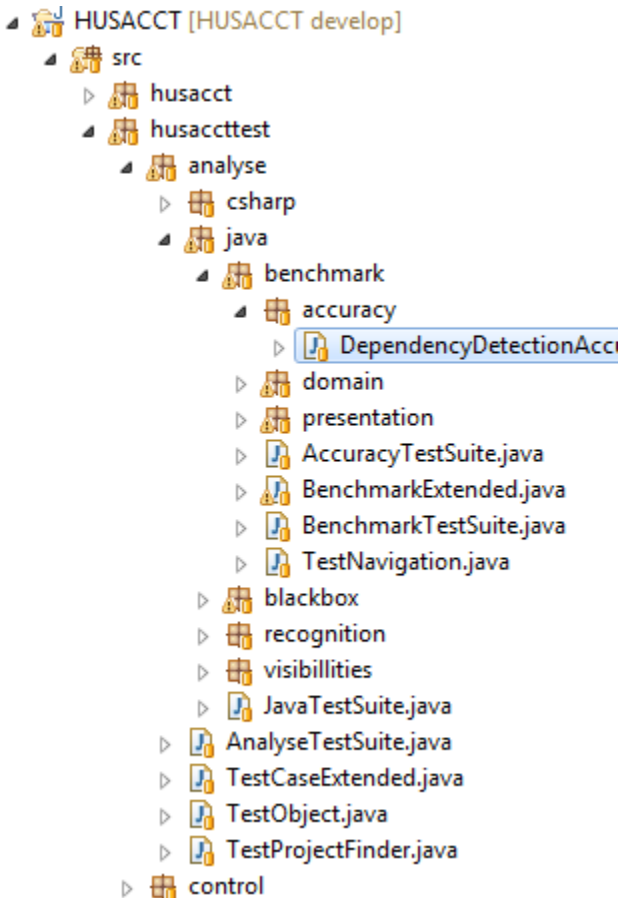 HUSACCT [HUSACCT develop]
src
husacct
husaccttest
analyse
csharp
java
benchmark
accuracy
DependencyDetectionAccu
domain
presentation
AccuracyTestSuite.java
BenchmarkExtended.java
BenchmarkTestSuite.java
TestNavigation.java
blackbox
recognition
visibillities
JavaTestSuite.java
AnalyseTestSuite.java
TestCaseExtended.java
TestObject.java
TestProjectFinder.java
control